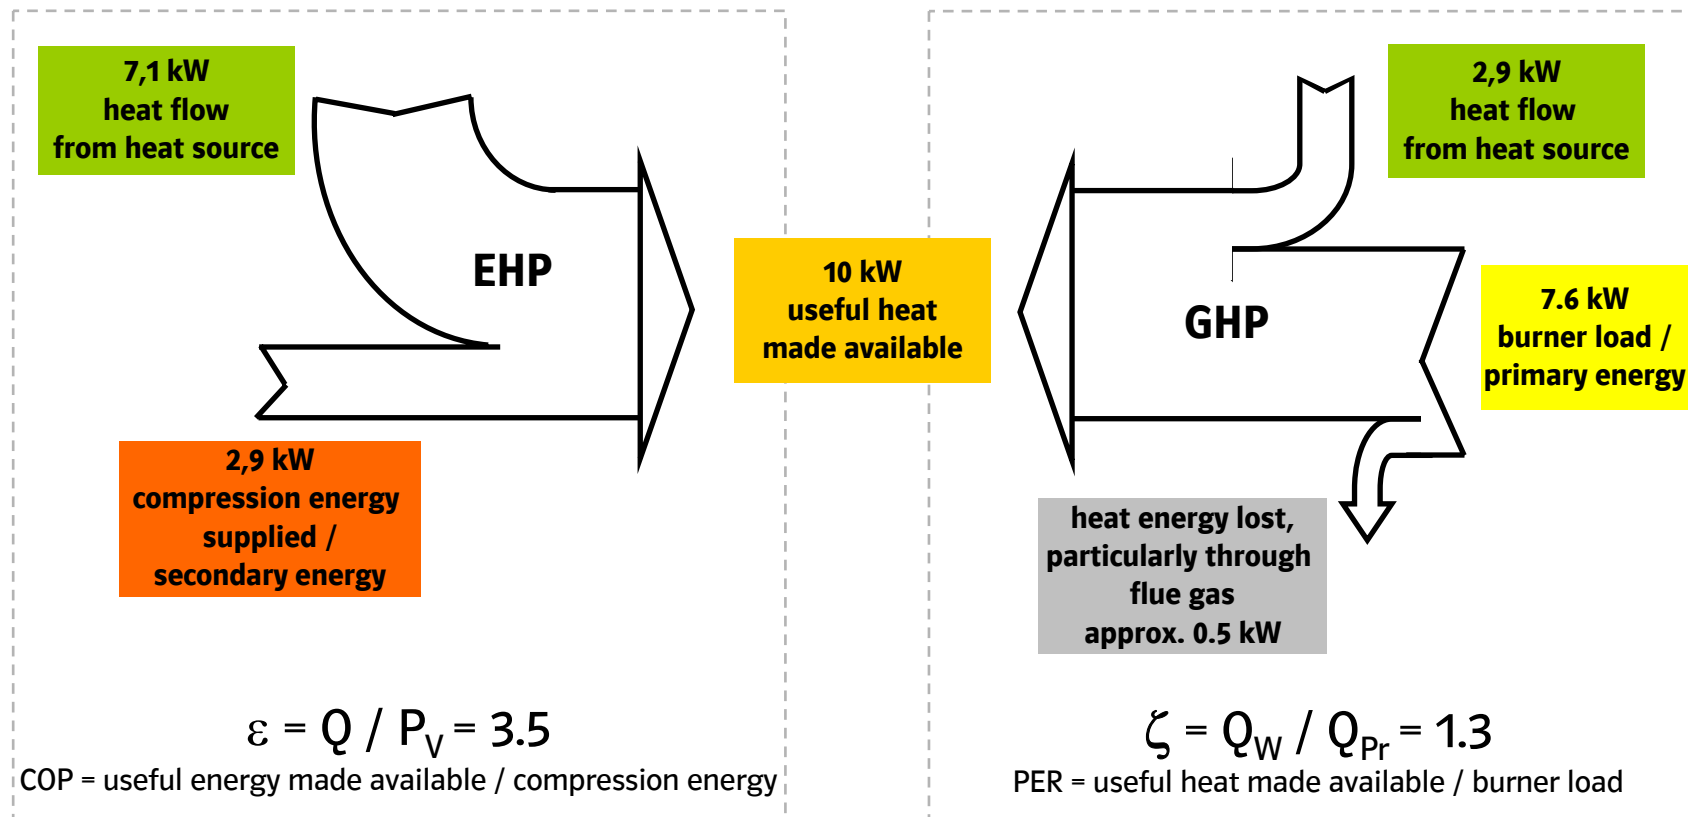 7,1 kW
heat flow
from heat source
EHP
2,9 kW
compression energy
supplied /
secondary energy
10 kW
useful heat
made available
2,9 kW
heat flow
from heat source
GHP
7.6 kW
burner load /
primary energy
heat energy lost,
particularly through
flue gas
approx. 0.5 kW
ε = Q / PV = 3.5
COP = useful energy made available / compression energy
ζ = QW / QPr = 1.3
PER = useful heat made available / burner load